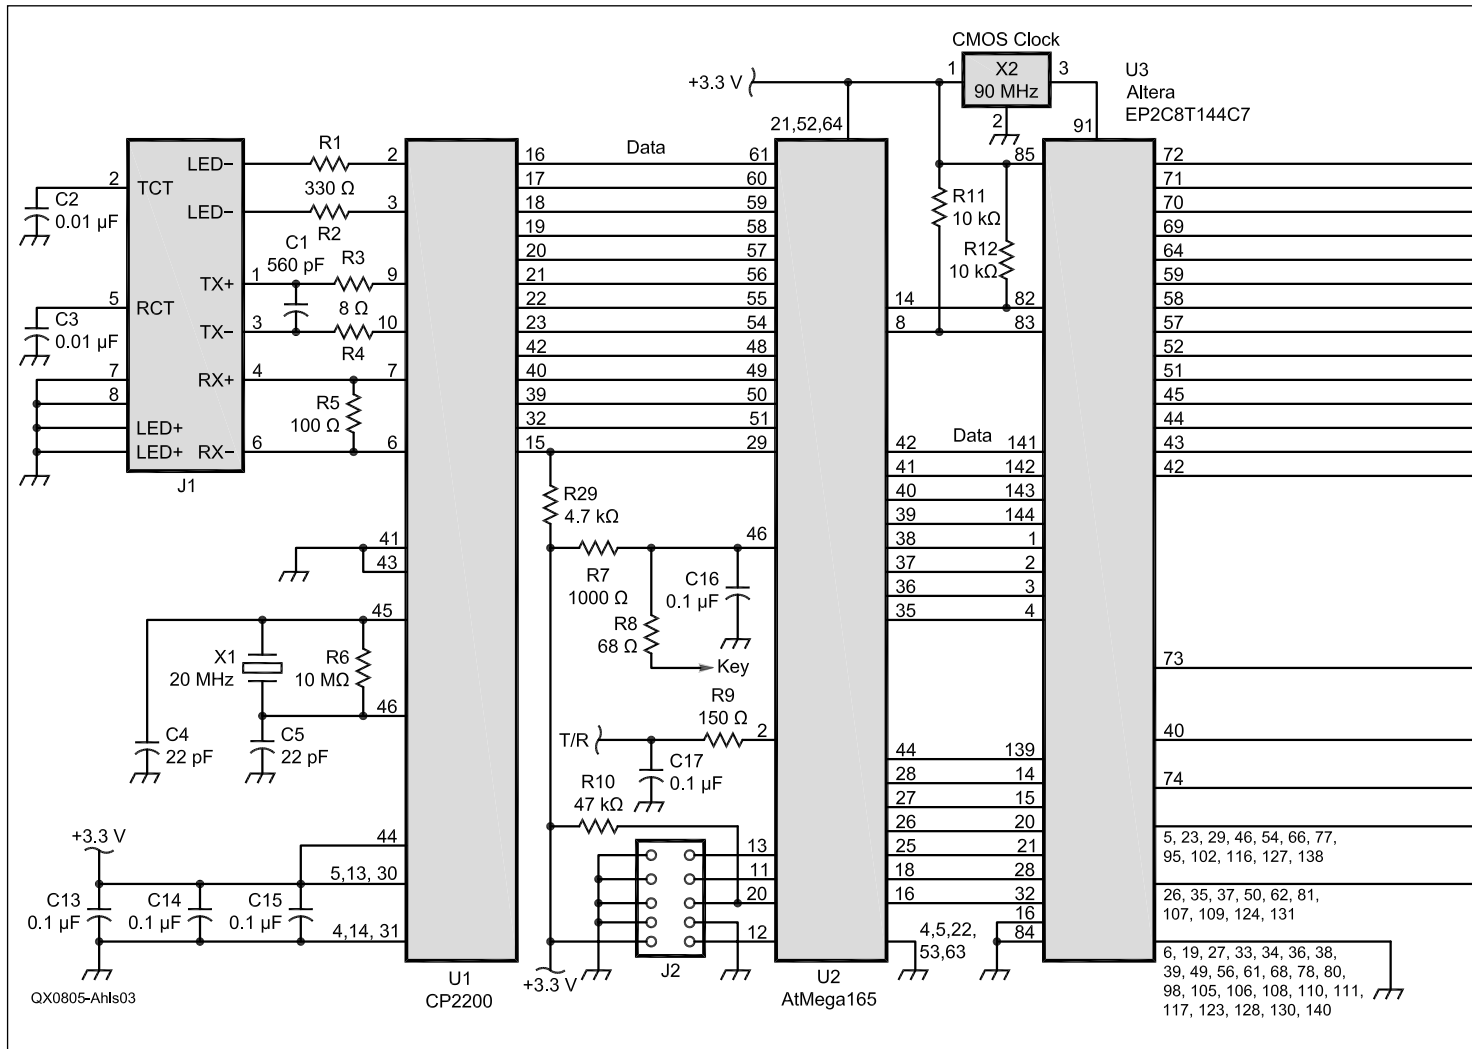 CMOS Clock
X2
90 MHz
1
3
2
+3.3 V
U3
Altera
EP2C8T144C7
21,52,64
91
LED−
LED−
TCT
RCT
TX+
TX−
RX+
RX−
LED+
LED+
J1
2
5
7
8
1
3
4
6
C2
0.01 µF
C3
0.01 µF
R1
330 Ω
R2
C1
560 pF
R3
8 Ω
R4
R5
100 Ω
2
3
9
10
7
6
41
43
45
46
44
5,13, 30
4,14, 31
X1
20 MHz
R6
10 MΩ
C4
22 pF
C5
22 pF
+3.3 V
C13
0.1 µF
C14
0.1 µF
C15
0.1 µF
QX0805-Ahls03
U1
CP2200
Data
16 61
17 60
18 59
19 58
20 57
21 56
22 55
23 54
42 48
40 49
39 50
32 51
15 29
R29
4.7 kΩ
R7
1000 Ω
C16
0.1 µF
46
R8
68 Ω
Key
R9
150 Ω
2
T/R
C17
0.1 µF
R10
47 kΩ
13
11
20
12
J2
+3.3 V
U2
AtMega165
R11
10 kΩ
R12
10 kΩ
85
14 82
8 83
Data
42 141
41 142
40 143
39 144
38 1
37 2
36 3
35 4
44 139
28 14
27 15
26 20
25 21
18 28
16 32
16
84
4,5,22,
53,63
72
71
70
69
64
59
58
57
52
51
45
44
43
42
73
40
74
5, 23, 29, 46, 54, 66, 77,
95, 102, 116, 127, 138
26, 35, 37, 50, 62, 81,
107, 109, 124, 131
6, 19, 27, 33, 34, 36, 38,
39, 49, 56, 61, 68, 78, 80,
98, 105, 106, 108, 110, 111,
117, 123, 128, 130, 140